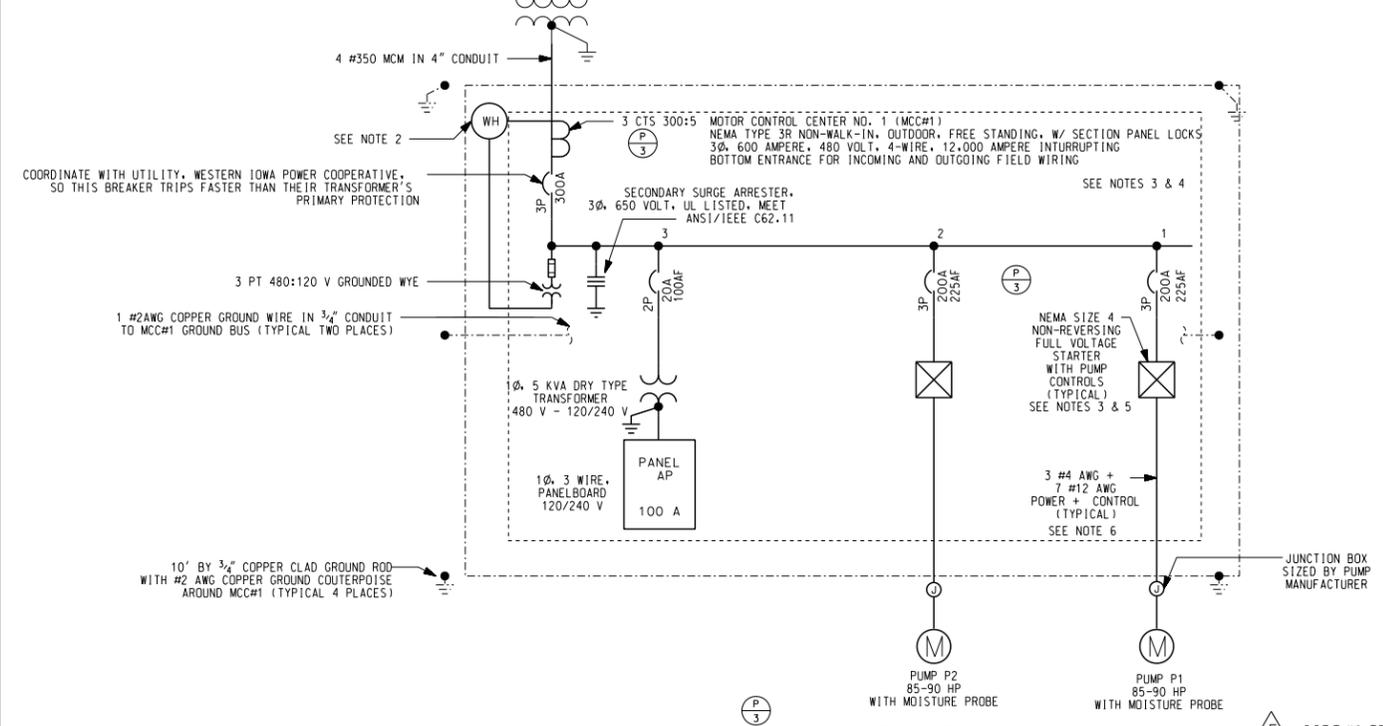 4 #350 MCM IN 4" CONDUIT
WH
SEE NOTE 2
3 CTS 300:5
P
3
MOTOR CONTROL CENTER NO. 1 (MCC#1)
NEMA TYPE 3R NON-WALK-IN, OUTDOOR, FREE STANDING, W/ SECTION PANEL LOCKS
3Ø, 600 AMPERE, 480 VOLT, 4-WIRE, 12,000 AMPERE INTURRUPTING
BOTTOM ENTRANCE FOR INCOMING AND OUTGOING FIELD WIRING
SEE NOTES 3 & 4
COORDINATE WITH UTILITY, WESTERN IOWA POWER COOPERATIVE,
SO THIS BREAKER TRIPS FASTER THAN THEIR TRANSFORMER'S
PRIMARY PROTECTION
3P
300A
SECONDARY SURGE ARRESTER,
3Ø, 650 VOLT, UL LISTED, MEET
ANSI/IEEE C62.11
3
2
1
3 PT 480:120 V GROUNDED WYE
2P
20A
100AF
3P
200A
225AF
P
3
3P
200A
225AF
1 #2AWG COPPER GROUND WIRE IN 3/4" CONDUIT
TO MCC#1 GROUND BUS (TYPICAL TWO PLACES)
NEMA SIZE 4
NON-REVERSING
FULL VOLTAGE
STARTER
WITH PUMP
CONTROLS
(TYPICAL)
SEE NOTES 3 & 5
1Ø, 5 KVA DRY TYPE
TRANSFORMER
480 V - 120/240 V
PANEL
AP
100 A
1Ø, 3 WIRE,
PANELBOARD
120/240 V
3 #4 AWG +
7 #12 AWG
POWER + CONTROL
(TYPICAL)
SEE NOTE 6
10' BY 3/4" COPPER CLAD GROUND ROD
WITH #2 AWG COPPER GROUND COUTERPOISE
AROUND MCC#1 (TYPICAL 4 PLACES)
JUNCTION BOX
SIZED BY PUMP
MANUFACTURER
J
J
M
M
PUMP P2
85-90 HP
WITH MOISTURE PROBE
PUMP P1
85-90 HP
WITH MOISTURE PROBE
P
3